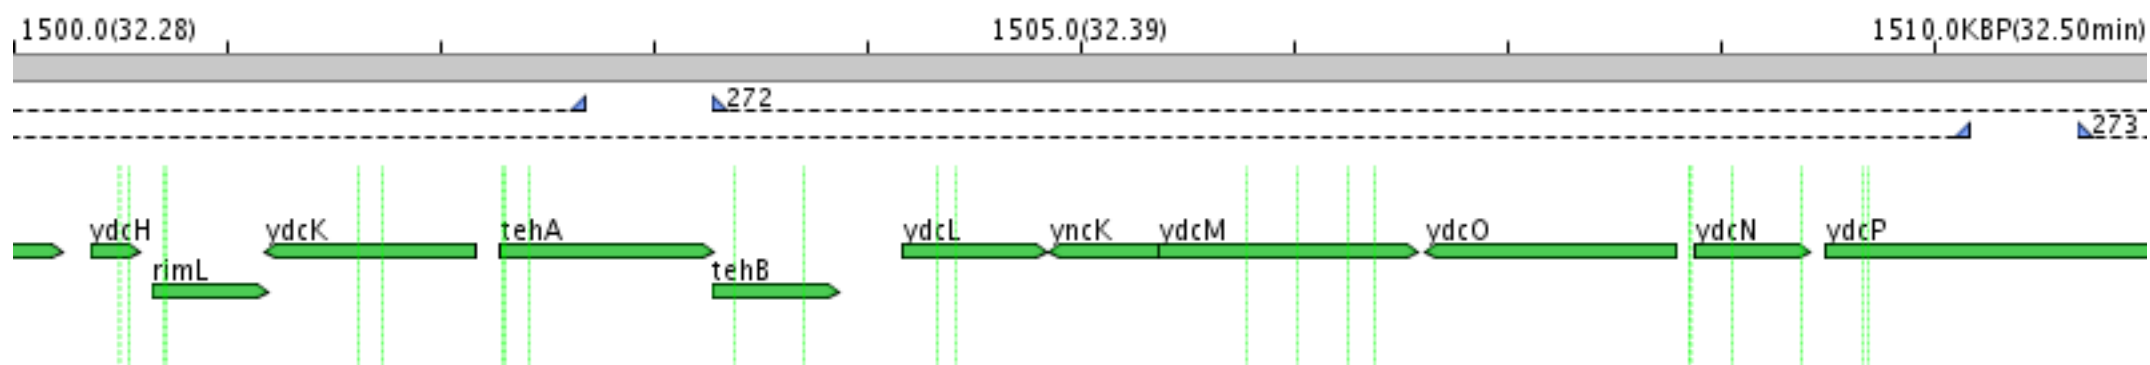 1500.0(32.28) 1505.0(32.39) 1510.0KBP(32.50min)
272
273
ydcH ydcK tehA ydcL yncK ydcM ydcO ydcN ydcP
rimL tehB